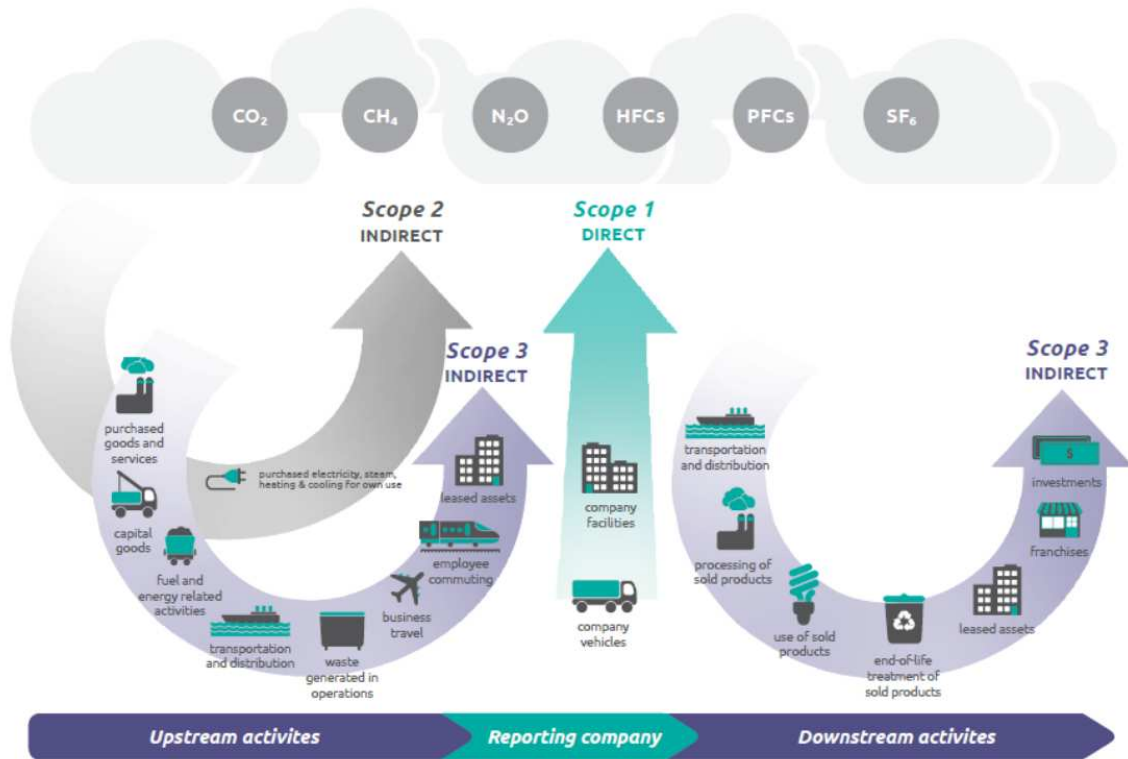 CO₂
CH₄
N₂O
HFCs
PFCs
SF₆
Scope 2
INDIRECT
Scope 1
DIRECT
Scope 3
INDIRECT
Scope 3
INDIRECT
purchased
goods and
services
capital
goods
fuel and
energy related
activities
purchased electricity, steam,
heating & cooling for own use
transportation
and distribution
waste
generated in
operations
business
travel
employee
commuting
leased assets
company
facilities
company
vehicles
transportation
and distribution
processing of
sold products
use of sold
products
end-of-life
treatment of
sold products
leased assets
franchises
$
investments
Upstream activites
Reporting company
Downstream activites